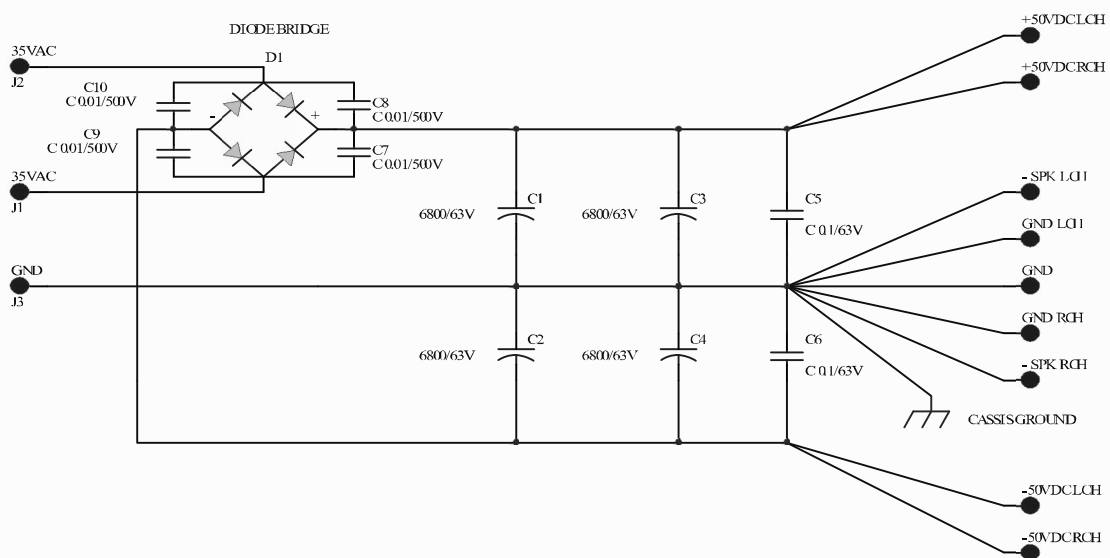 +50VDC LCH
DIODE BRIDGE
35VAC
D1
J2
+50VDC RCH
C10
C 0.01/500V
C8
C 0.01/500V
-
+
C9
C 0.01/500V
C7
C 0.01/500V
35VAC
J1
- SPK LCH
C1
6800/63V
C3
6800/63V
C5
C 0.1/63V
GND LCH
GND
J3
GND
GND RCH
C2
6800/63V
C4
6800/63V
C6
C 0.1/63V
- SPK RCH
CASSIS GROUND
-50VDC LCH
-50VDC RCH